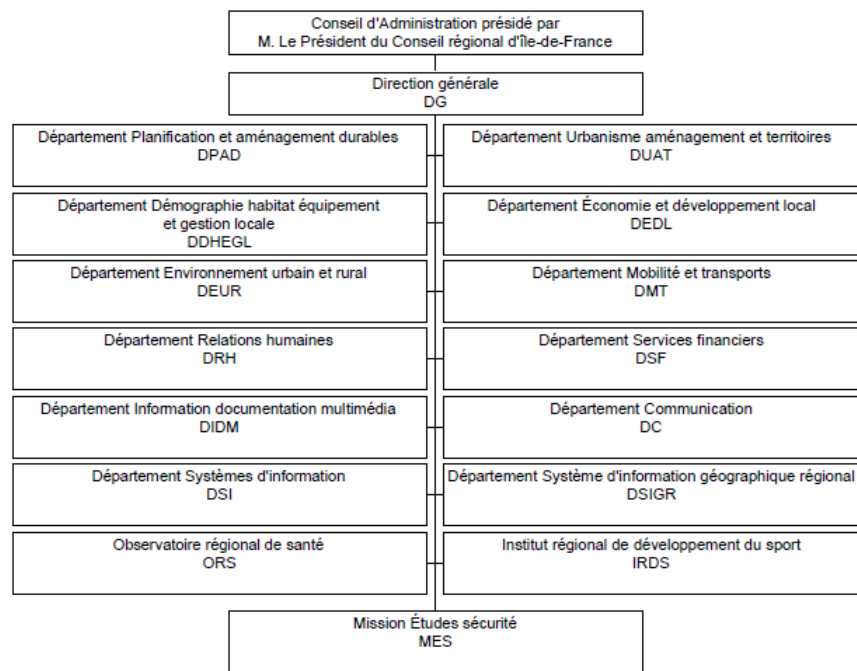 Conseil d'Administration présidé par
M. Le Président du Conseil régional d'île-de-France
Direction générale
DG
Département Planification et aménagement durables
DPAD
Département Urbanisme aménagement et territoires
DUAT
Département Démographie habitat équipement
et gestion locale
DDHEGL
Département Économie et développement local
DEDL
Département Environnement urbain et rural
DEUR
Département Mobilité et transports
DMT
Département Relations humaines
DRH
Département Services financiers
DSF
Département Information documentation multimédia
DIDM
Département Communication
DC
Département Systèmes d'information
DSI
Département Système d'information géographique régional
DSIGR
Observatoire régional de santé
ORS
Institut régional de développement du sport
IRDS
Mission Études sécurité
MES